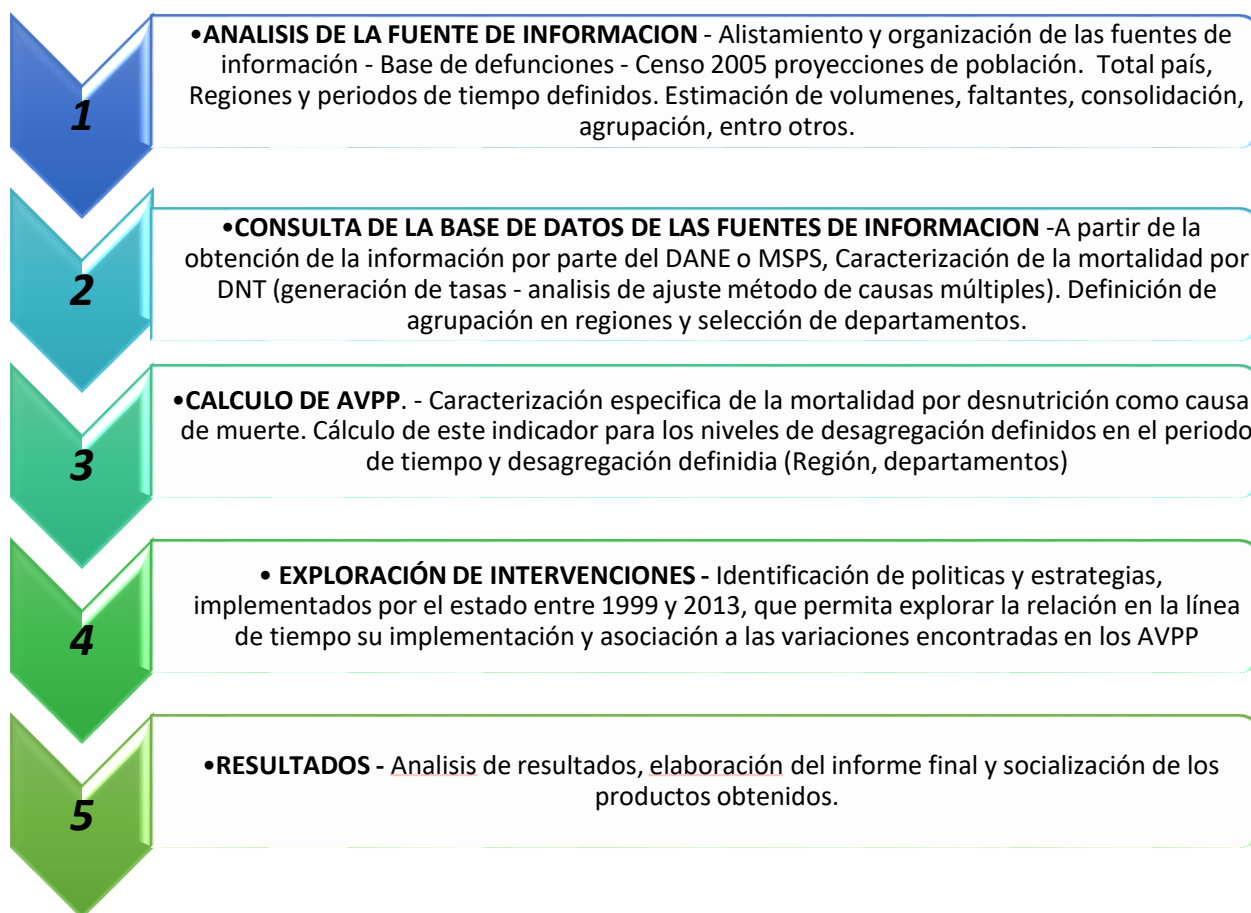 1
•ANALISIS DE LA FUENTE DE INFORMACION - Alistamiento y organización de las fuentes de
información - Base de defunciones - Censo 2005 proyecciones de población. Total país,
Regiones y periodos de tiempo definidos. Estimación de volumenes, faltantes, consolidación,
agrupación, entro otros.
2
•CONSULTA DE LA BASE DE DATOS DE LAS FUENTES DE INFORMACION -A partir de la
obtención de la información por parte del DANE o MSPS, Caracterización de la mortalidad por
DNT (generación de tasas - analisis de ajuste método de causas múltiples). Definición de
agrupación en regiones y selección de departamentos.
3
•CALCULO DE AVPP. - Caracterización especifica de la mortalidad por desnutrición como causa
de muerte. Cálculo de este indicador para los niveles de desagregación definidos en el periodo
de tiempo y desagregación definidia (Región, departamentos)
4
• EXPLORACIÓN DE INTERVENCIONES - Identificación de politicas y estrategias,
implementados por el estado entre 1999 y 2013, que permita explorar la relación en la línea
de tiempo su implementación y asociación a las variaciones encontradas en los AVPP
5
•RESULTADOS - Analisis de resultados, elaboración del informe final y socialización de los
productos obtenidos.